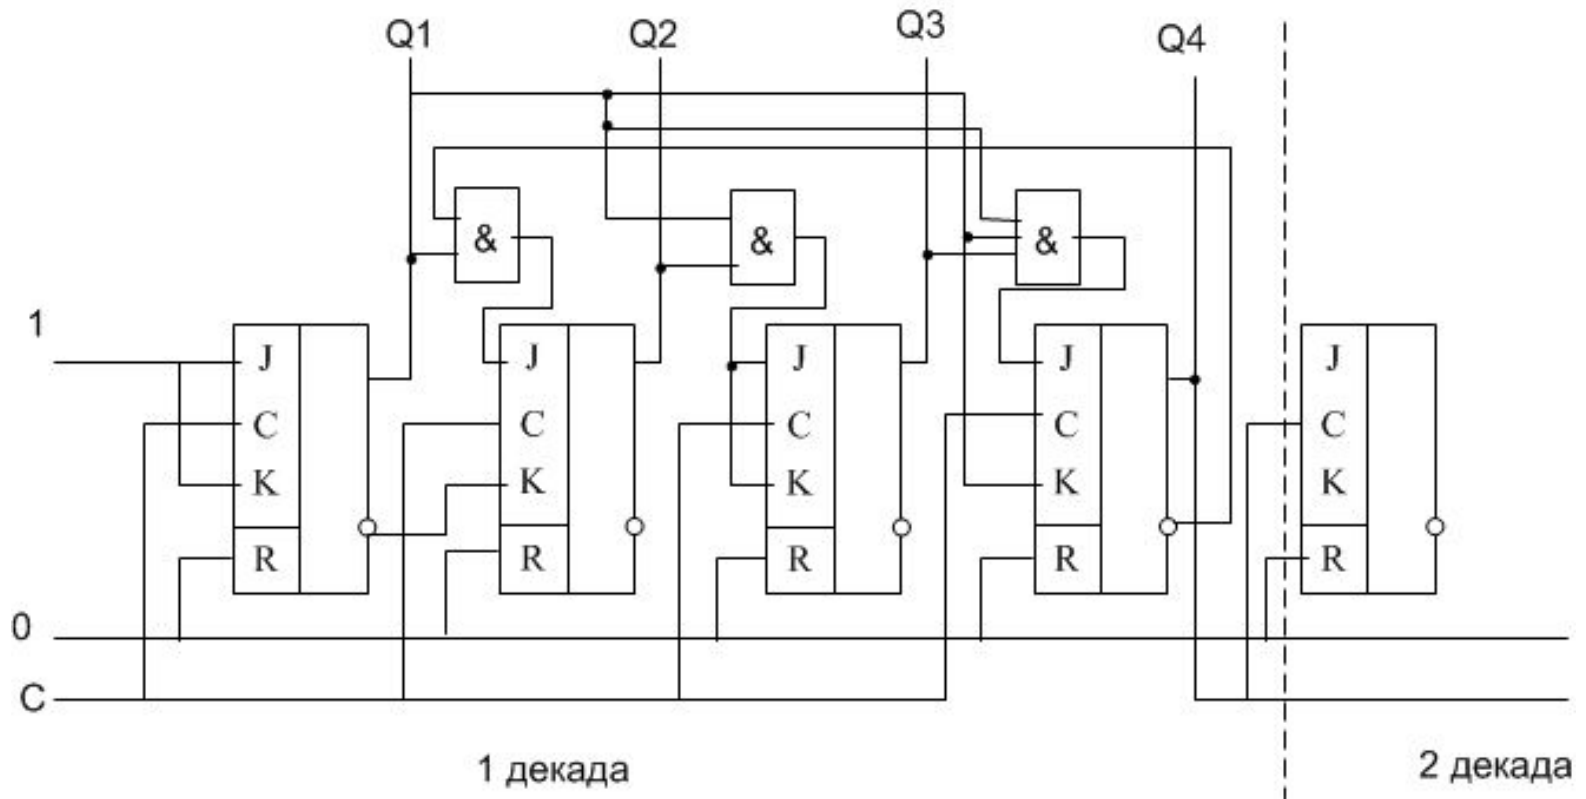 Q1 Q2 Q3 Q4
& & &
1
J J J J J
C C C C C
K K K K K
R R R R R
0
C
1 декада 2 декада